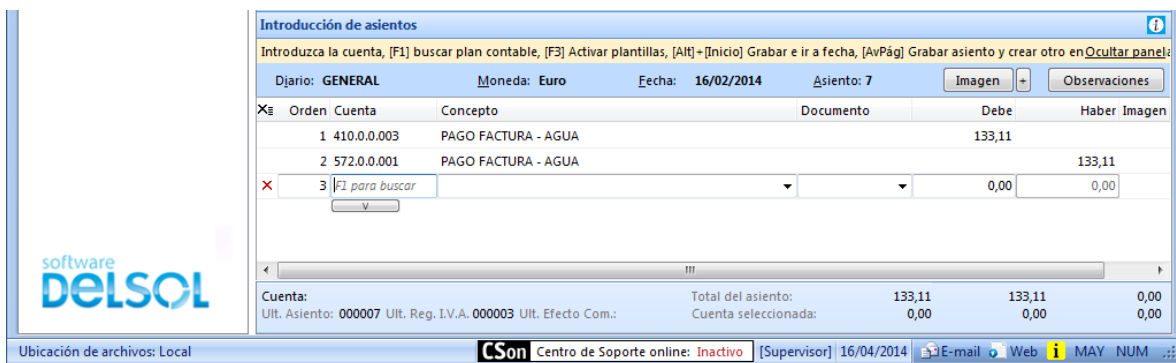 Introducción de asientos
Introduzca la cuenta, [F1] buscar plan contable, [F3] Activar plantillas, [Alt]+[Inicio] Grabar e ir a fecha, [AvPág] Grabar asiento y crear otro en Ocultar panel
Diario: GENERAL Moneda: Euro Fecha: 16/02/2014 Asiento: 7 Imagen + Observaciones
Orden Cuenta Concepto Documento Debe Haber Imagen
1 410.0.0.003 PAGO FACTURA - AGUA 133,11
2 572.0.0.001 PAGO FACTURA - AGUA 133,11
3 F1 para buscar 0,00 0,00
V
software
DELSOL
Cuenta: Total del asiento: 133,11 133,11 0,00
Ult. Asiento: 000007 Ult. Reg. I.V.A. 000003 Ult. Efecto Com.: Cuenta seleccionada: 0,00 0,00 0,00
Ubicación de archivos: Local CSon Centro de Soporte online: Inactivo [Supervisor] 16/04/2014 E-mail Web i MAY NUM